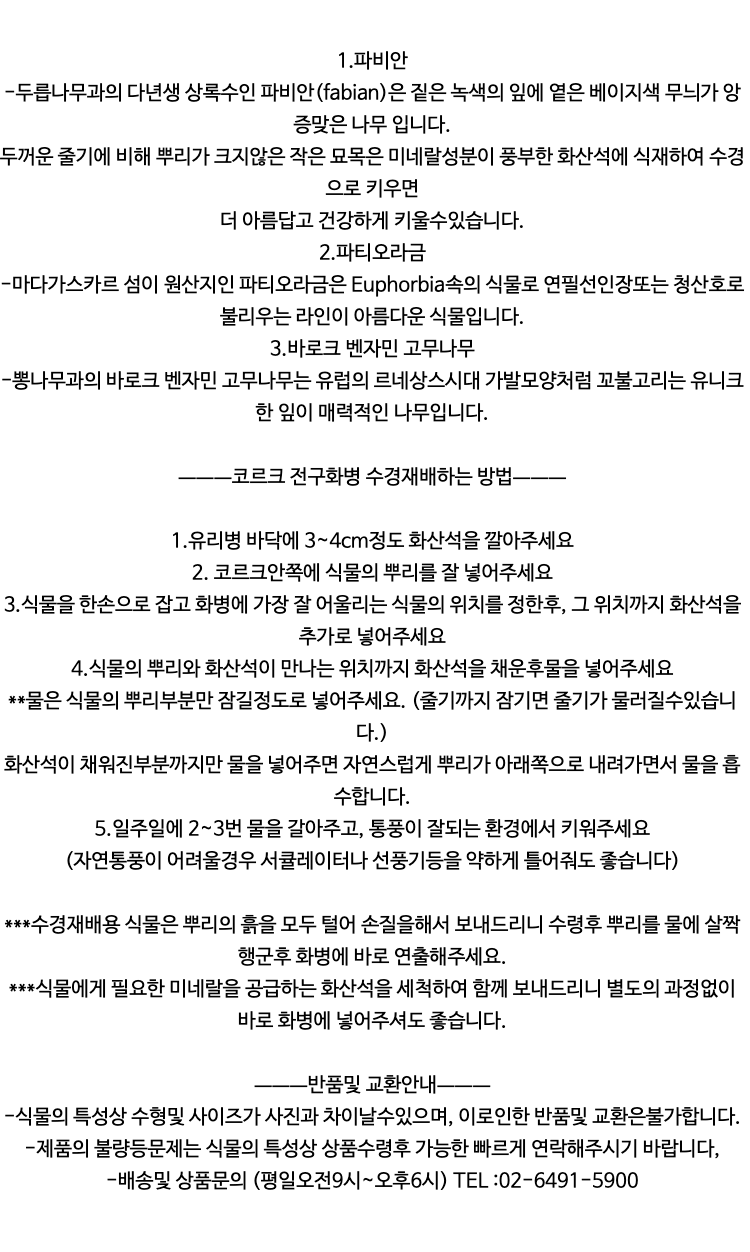 1.파비안
-두릅나무과의 다년생 상록수인 파비안(fabian)은 짙은 녹색의 잎에 옅은 베이지색 무늬가 앙
증맞은 나무 입니다.
두꺼운 줄기에 비해 뿌리가 크지않은 작은 묘목은 미네랄성분이 풍부한 화산석에 식재하여 수경
으로 키우면
더 아름답고 건강하게 키울수있습니다.
2.파티오라금
-마다가스카르 섬이 원산지인 파티오라금은 Euphorbia속의 식물로 연필선인장또는 청산호로
불리우는 라인이 아름다운 식물입니다.
3.바로크 벤자민 고무나무
-뽕나무과의 바로크 벤자민 고무나무는 유럽의 르네상스시대 가발모양처럼 꼬불고리는 유니크
한 잎이 매력적인 나무입니다.
———코르크 전구화병 수경재배하는 방법———
1.유리병 바닥에 3~4cm정도 화산석을 깔아주세요
2. 코르크안쪽에 식물의 뿌리를 잘 넣어주세요
3.식물을 한손으로 잡고 화병에 가장 잘 어울리는 식물의 위치를 정한후, 그 위치까지 화산석을
추가로 넣어주세요
4.식물의 뿌리와 화산석이 만나는 위치까지 화산석을 채운후물을 넣어주세요
**물은 식물의 뿌리부분만 잠길정도로 넣어주세요. (줄기까지 잠기면 줄기가 물러질수있습니
다.)
화산석이 채워진부분까지만 물을 넣어주면 자연스럽게 뿌리가 아래쪽으로 내려가면서 물을 흡
수합니다.
5.일주일에 2~3번 물을 갈아주고, 통풍이 잘되는 환경에서 키워주세요
(자연통풍이 어려울경우 서큘레이터나 선풍기등을 약하게 틀어줘도 좋습니다)
***수경재배용 식물은 뿌리의 흙을 모두 털어 손질을해서 보내드리니 수령후 뿌리를 물에 살짝
행군후 화병에 바로 연출해주세요.
***식물에게 필요한 미네랄을 공급하는 화산석을 세척하여 함께 보내드리니 별도의 과정없이
바로 화병에 넣어주셔도 좋습니다.
———반품및 교환안내———
-식물의 특성상 수형및 사이즈가 사진과 차이날수있으며, 이로인한 반품및 교환은불가합니다.
-제품의 불량등문제는 식물의 특성상 상품수령후 가능한 빠르게 연락해주시기 바랍니다,
-배송및 상품문의 (평일오전9시~오후6시) TEL :02-6491-5900